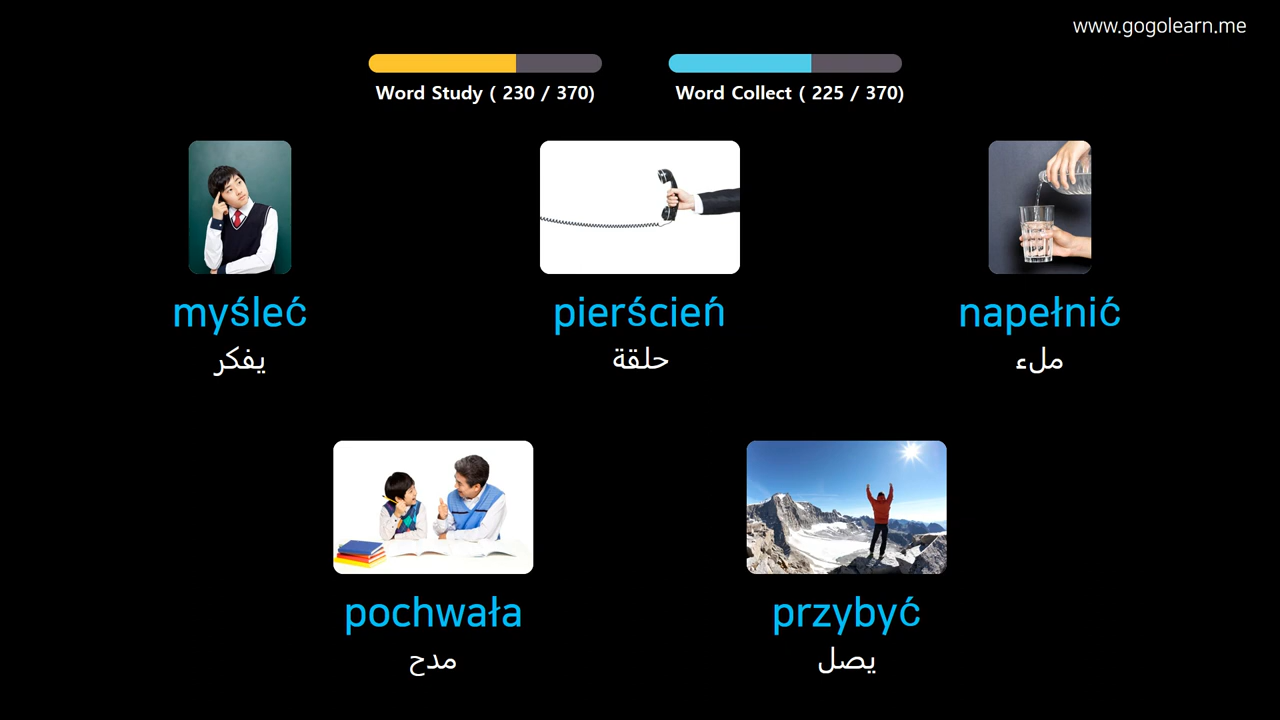 www.gogolearn.me
Word Study ( 230 / 370)
Word Collect ( 225 / 370)
myśleć
يفكر
pierścień
حلقة
napełnić
ملء
pochwała
مدح
przybyć
يصل